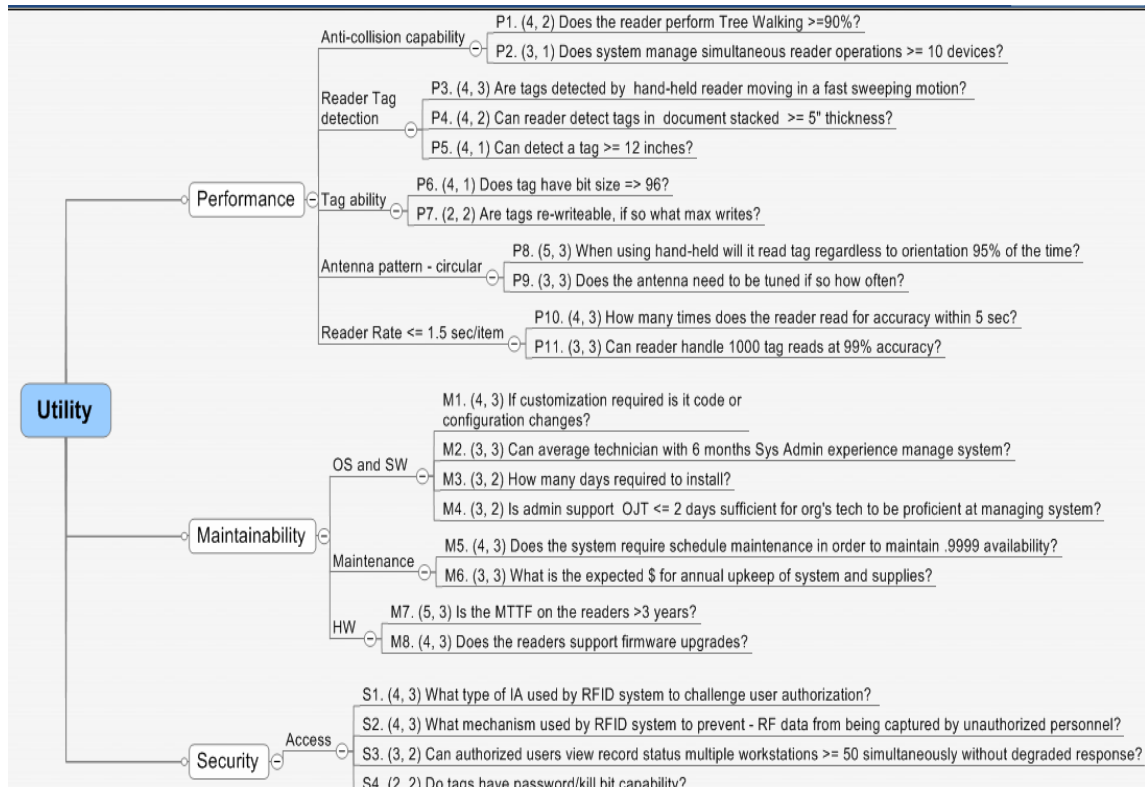 P1. (4, 2) Does the reader perform Tree Walking >=90%?
Anti-collision capability
P2. (3, 1) Does system manage simultaneous reader operations >= 10 devices?
Reader Tag
detection
P3. (4, 3) Are tags detected by hand-held reader moving in a fast sweeping motion?
P4. (4, 2) Can reader detect tags in document stacked >= 5" thickness?
P5. (4, 1) Can detect a tag >= 12 inches?
Performance
Tag ability
P6. (4, 1) Does tag have bit size => 96?
P7. (2, 2) Are tags re-writeable, if so what max writes?
Antenna pattern - circular
P8. (5, 3) When using hand-held will it read tag regardless to orientation 95% of the time?
P9. (3, 3) Does the antenna need to be tuned if so how often?
Reader Rate <= 1.5 sec/item
P10. (4, 3) How many times does the reader read for accuracy within 5 sec?
P11. (3, 3) Can reader handle 1000 tag reads at 99% accuracy?
Utility
M1. (4, 3) If customization required is it code or
configuration changes?
OS and SW
M2. (3, 3) Can average technician with 6 months Sys Admin experience manage system?
M3. (3, 2) How many days required to install?
M4. (3, 2) Is admin support OJT <= 2 days sufficient for org's tech to be proficient at managing system?
Maintainability
Maintenance
M5. (4, 3) Does the system require schedule maintenance in order to maintain .9999 availability?
M6. (3, 3) What is the expected $ for annual upkeep of system and supplies?
HW
M7. (5, 3) Is the MTTF on the readers >3 years?
M8. (4, 3) Does the readers support firmware upgrades?
Security
Access
S1. (4, 3) What type of IA used by RFID system to challenge user authorization?
S2. (4, 3) What mechanism used by RFID system to prevent - RF data from being captured by unauthorized personnel?
S3. (3, 2) Can authorized users view record status multiple workstations >= 50 simultaneously without degraded response?
S4. (2, 2) Do tags have password/kill bit capability?